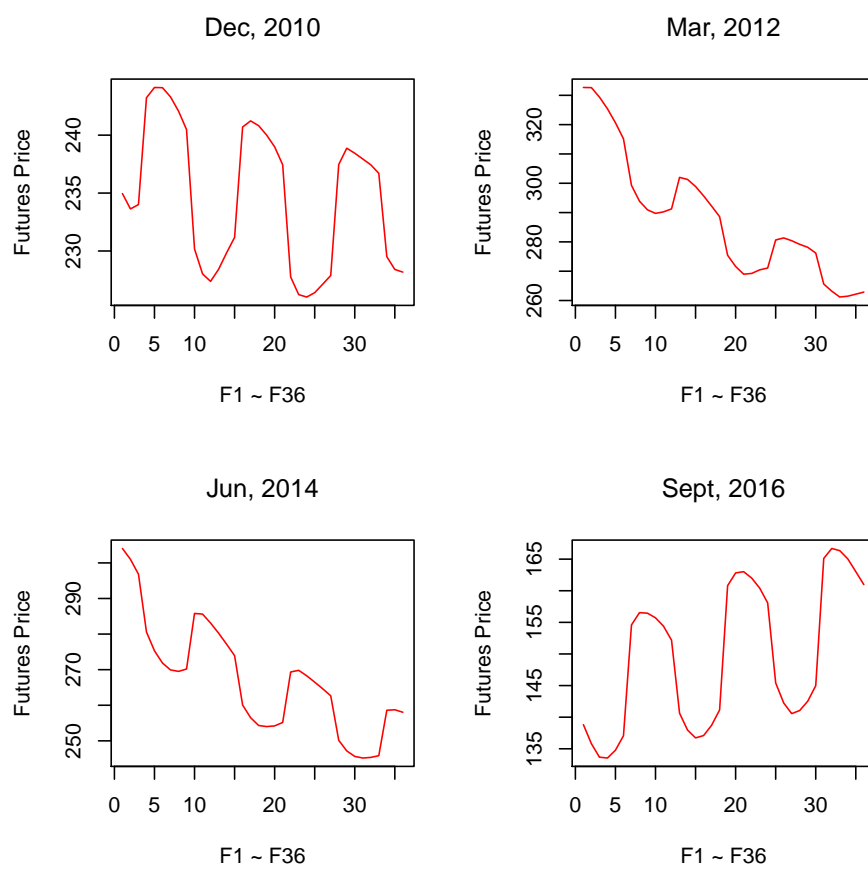 Dec, 2010
Futures Price
230 235 240
0 5 10 20 30
F1 ~ F36
Mar, 2012
Futures Price
260 280 300 320
0 5 10 20 30
F1 ~ F36
Jun, 2014
Futures Price
250 270 290
0 5 10 20 30
F1 ~ F36
Sept, 2016
Futures Price
135 145 155 165
0 5 10 20 30
F1 ~ F36